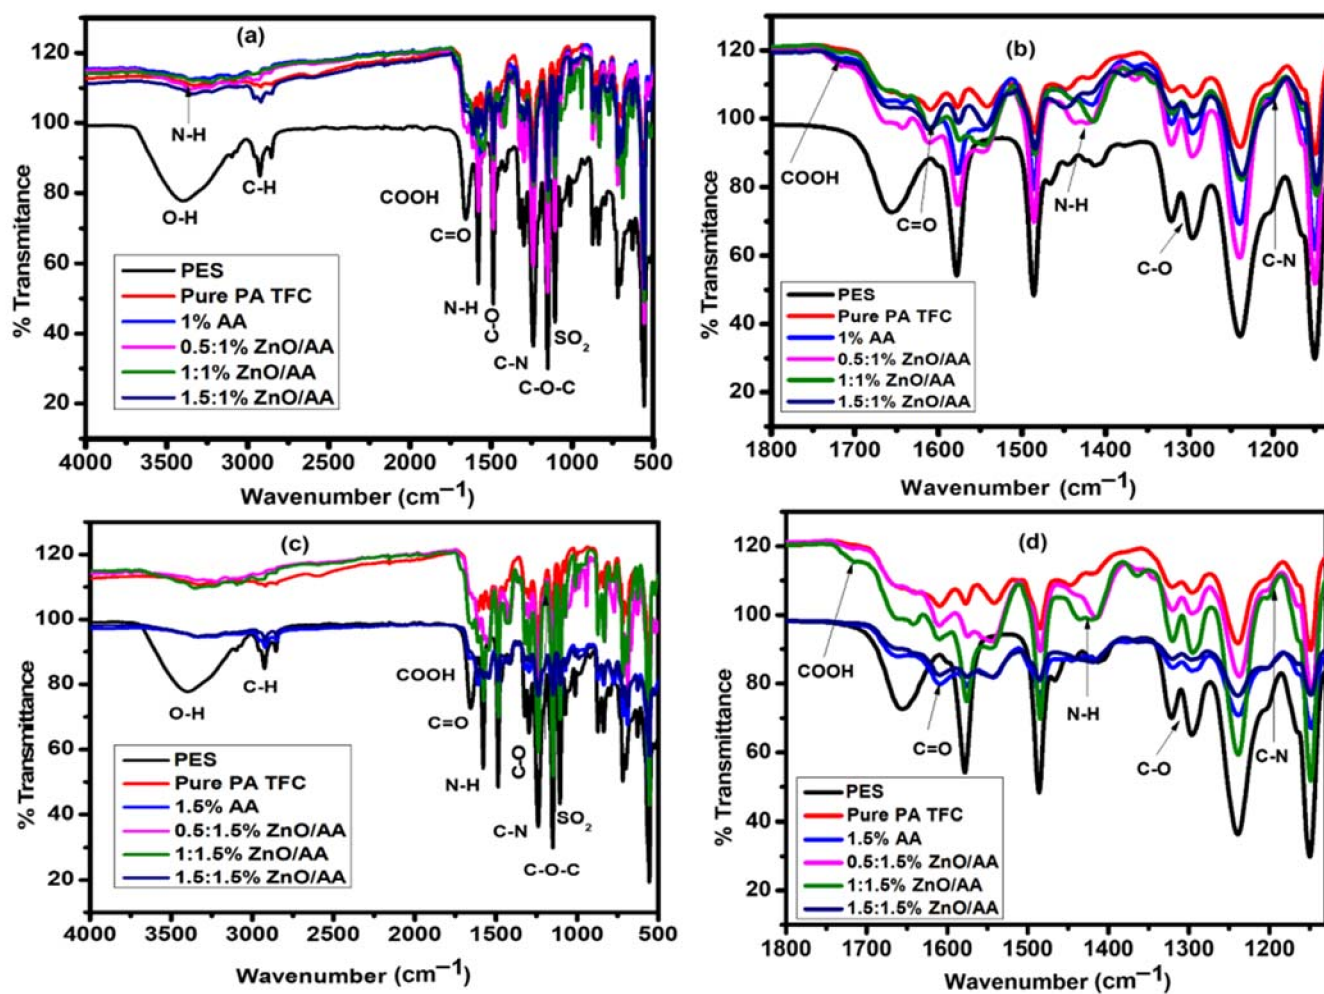 (a)
120
100
80
60
40
20
% Transmitance
N-H
O-H
C-H
COOH
C=O
N-H
C-O
C-N
SO2
C-O-C
PES
Pure PA TFC
1% AA
0.5:1% ZnO/AA
1:1% ZnO/AA
1.5:1% ZnO/AA
4000 3500 3000 2500 2000 1500 1000 500
Wavenumber (cm−1)
(b)
120
100
80
60
40
20
% Transmitance
COOH
C=O
N-H
C-O
C-N
PES
Pure PA TFC
1% AA
0.5:1% ZnO/AA
1:1% ZnO/AA
1.5:1% ZnO/AA
1800 1700 1600 1500 1400 1300 1200
Wavenumber (cm−1)
(c)
120
100
80
60
40
20
% Transmittance
O-H
C-H
COOH
C=O
N-H
C-O
C-N
SO2
C-O-C
PES
Pure PA TFC
1.5% AA
0.5:1.5% ZnO/AA
1:1.5% ZnO/AA
1.5:1.5% ZnO/AA
4000 3500 3000 2500 2000 1500 1000 500
Wavenumber (cm−1)
(d)
120
100
80
60
40
20
% Transmittance
COOH
C=O
N-H
C-O
C-N
PES
Pure PA TFC
1.5% AA
0.5:1.5% ZnO/AA
1:1.5% ZnO/AA
1.5:1.5% ZnO/AA
1800 1700 1600 1500 1400 1300 1200
Wavenumber (cm−1)